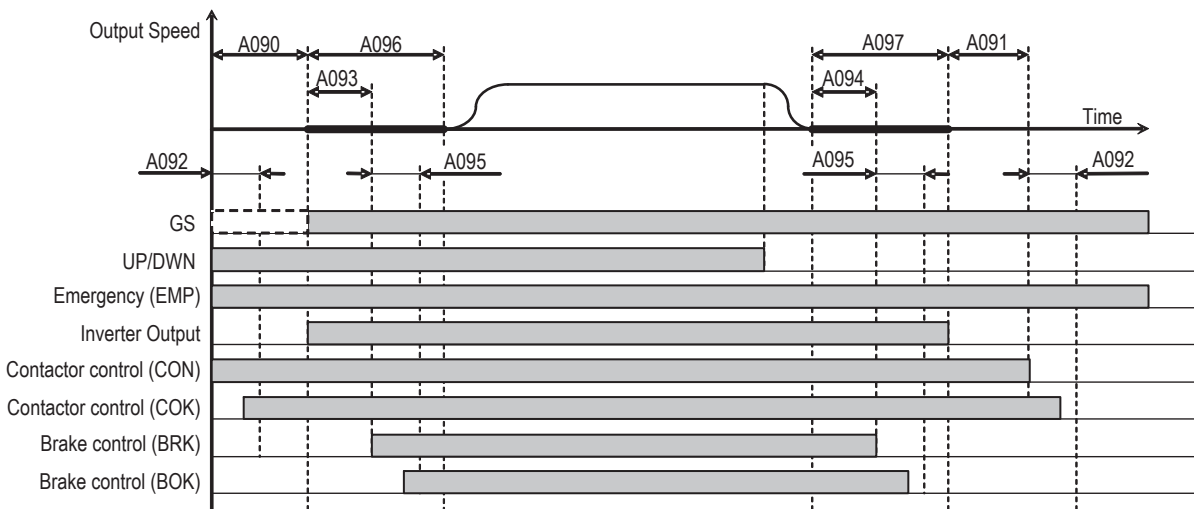 Output Speed
A090
A096
A097
A091
A093
A094
Time
A092
A095
A095
A092
GS
UP/DWN
Emergency (EMP)
Inverter Output
Contactor control (CON)
Contactor control (COK)
Brake control (BRK)
Brake control (BOK)